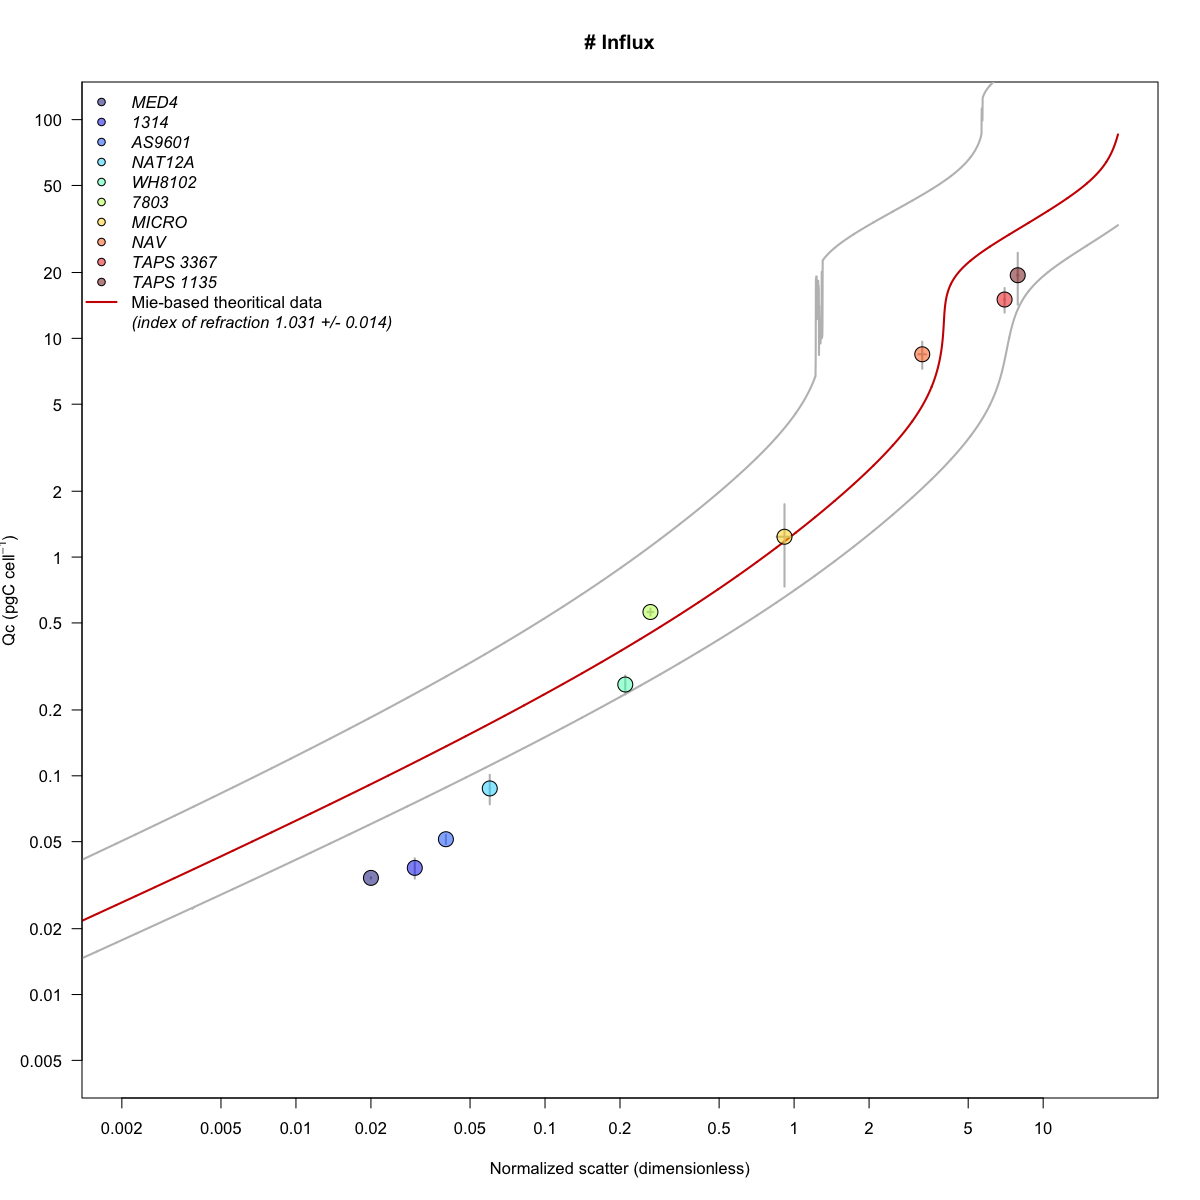 # Influx
MED4
1314
AS9601
NAT12A
WH8102
7803
MICRO
NAV
TAPS 3367
TAPS 1135
Mie-based theoritical data
(index of refraction 1.031 +/- 0.014)
100
50
20
10
5
2
1
0.5
0.2
0.1
0.05
0.02
0.01
0.005
Qc (pgC cell⁻¹)
0.002 0.005 0.01 0.02 0.05 0.1 0.2 0.5 1 2 5 10
Normalized scatter (dimensionless)